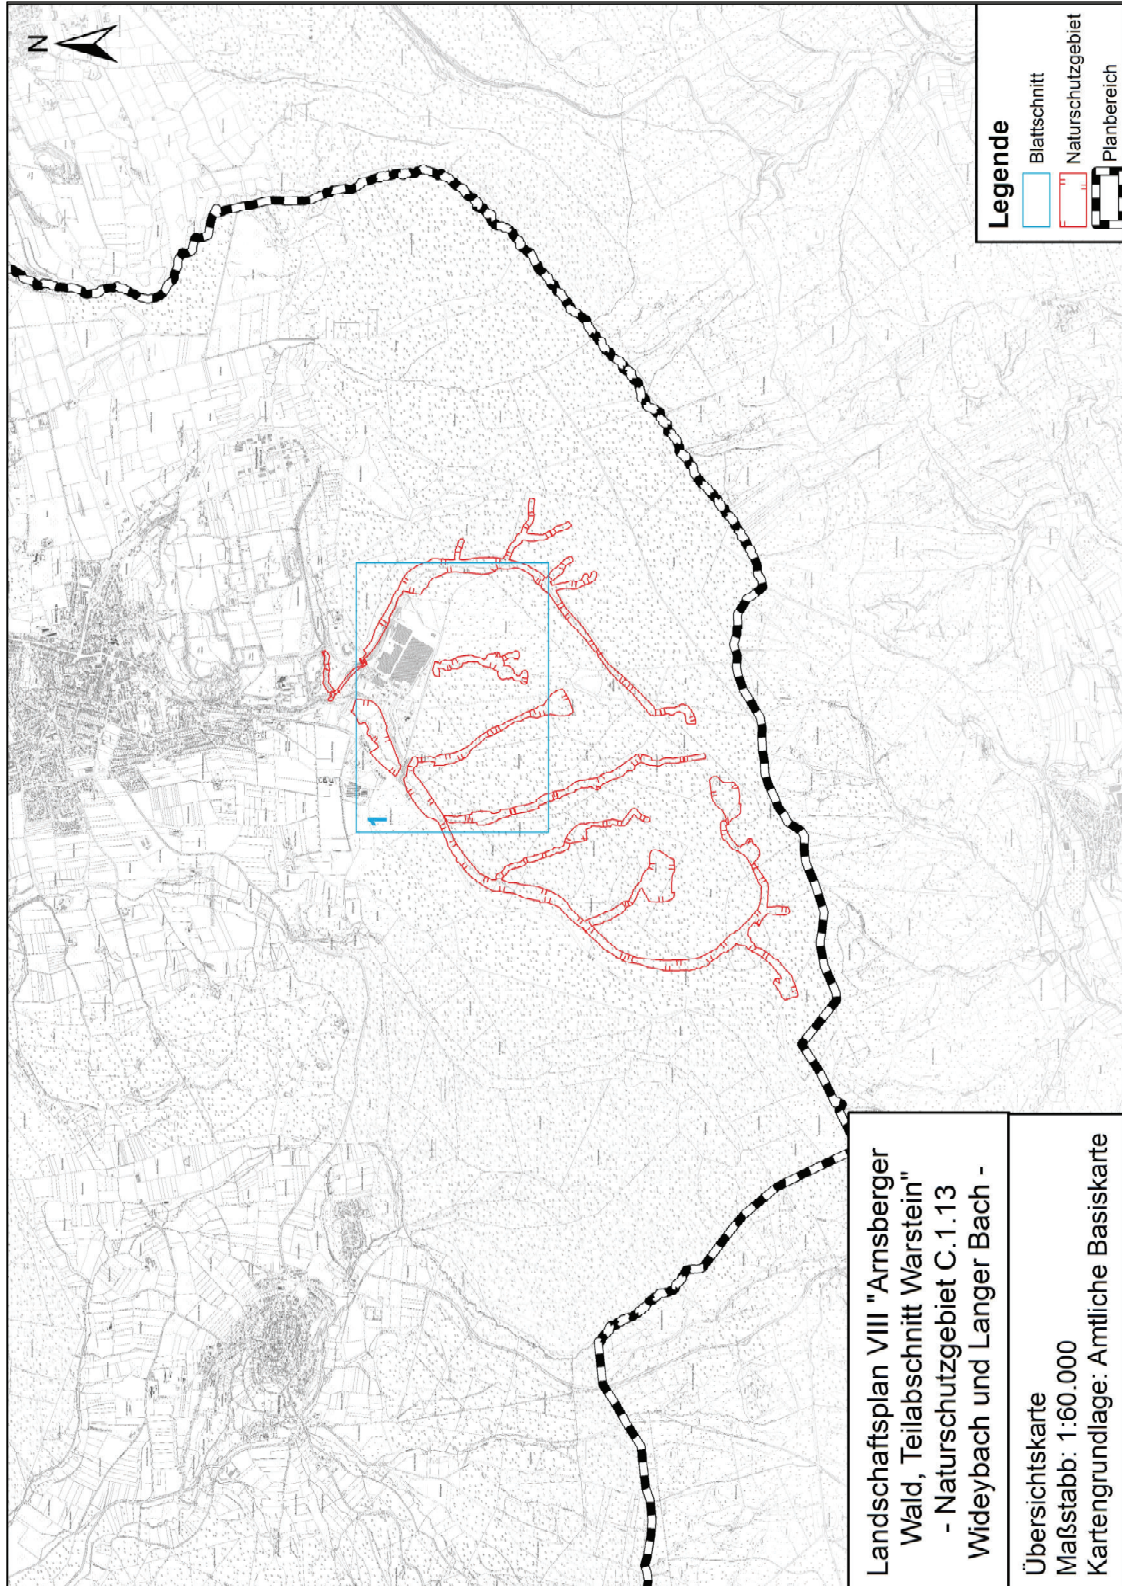 N
1
Legende
Blattschnitt
Naturschutzgebiet
Planbereich
Landschaftsplan VIII "Arnsberger
Wald, Teilabschnitt Warstein"
- Naturschutzgebiet C.1.13
Wideybach und Langer Bach -
Übersichtskarte
Maßstabb: 1:60.000
Kartengrundlage: Amtliche Basiskarte